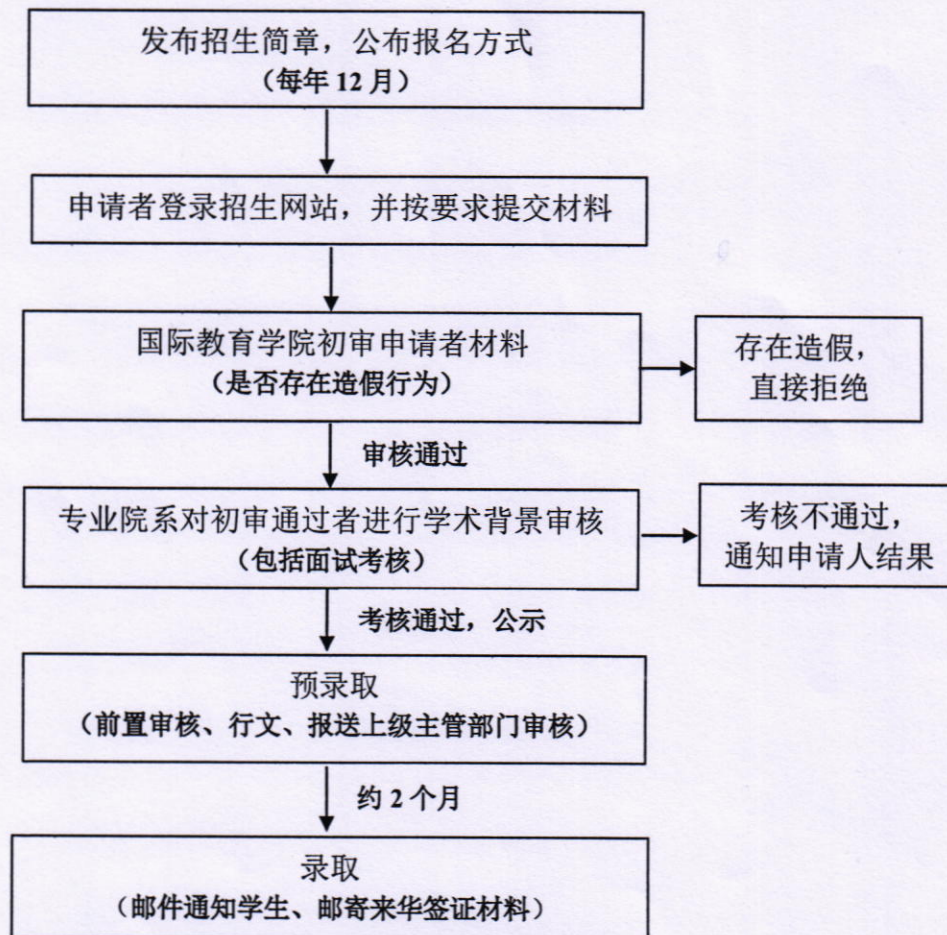 发布招生简章，公布报名方式
（每年 12 月）
申请者登录招生网站，并按要求提交材料
国际教育学院初审申请者材料
（是否存在造假行为）
存在造假，
直接拒绝
审核通过
专业院系对初审通过者进行学术背景审核
（包括面试考核）
考核不通过，
通知申请人结果
考核通过，公示
预录取
（前置审核、行文、报送上级主管部门审核）
约 2 个月
录取
（邮件通知学生、邮寄来华签证材料）